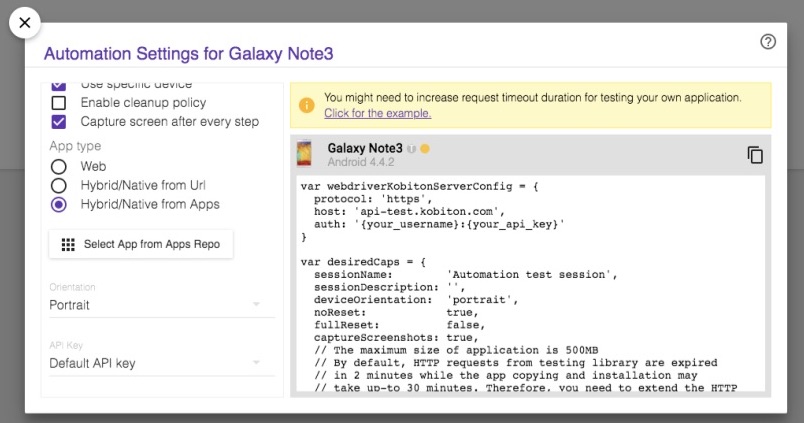 Automation Settings for Galaxy Note3
Use specific device
Enable cleanup policy
Capture screen after every step
App type
Web
Hybrid/Native from Url
Hybrid/Native from Apps
Select App from Apps Repo
Orientation
Portrait
API Key
Default API key
You might need to increase request timeout duration for testing your own application.
Click for the example.
Galaxy Note3
Android 4.4.2
var webdriverKobitonServerConfig = {
protocol: 'https',
host: 'api-test.kobiton.com',
auth: '{your_username}:{your_api_key}'
}
var desiredCaps = {
sessionName: 'Automation test session',
sessionDescription: '',
deviceOrientation: 'portrait',
noReset: true,
fullReset: false,
captureScreenshots: true,
// The maximum size of application is 500MB
// By default, HTTP requests from testing library are expired
// in 2 minutes while the app copying and installation may
// take up-to 30 minutes. Therefore, you need to extend the HTTP